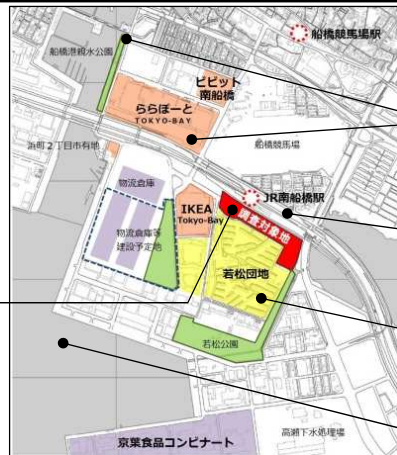 船橋競馬場駅
船橋港親水公園
ビビット
南船橋
ららぽーと
TOKYO-BAY
浜町2丁目市有地
船橋競馬場
物流倉庫
IKEA
Tokyo-Bay
JR南船橋駅
調査対象地
物流倉庫等
建設予定地
若松団地
若松公園
京葉食品コンビナート
高瀬下水処理場